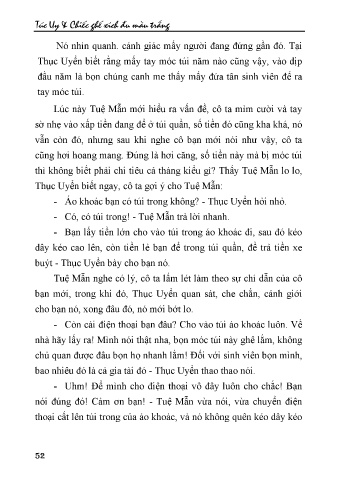 Túc Uy & Chiếc ghế xích đu màu trắng
Nó nhìn quanh. cảnh giác mấy người đang đứng gần đó. Tại
Thục Uyển biết rằng mấy tay móc túi năm nào cũng vậy, vào dịp
đầu năm là bọn chúng canh me thấy mấy đứa tân sinh viên để ra
tay móc túi.
Lúc này Tuệ Mẫn mới hiểu ra vấn đề, cô ta mỉm cười và tay
sờ nhẹ vào xấp tiền đang để ở túi quần, số tiền đó cũng kha khá, nó
vẫn còn đó, nhưng sau khi nghe cô bạn mới nói như vậy, cô ta
cũng hơi hoang mang. Đúng là hơi căng, số tiền này mà bị móc túi
thì không biết phải chi tiêu cả tháng kiểu gì? Thấy Tuệ Mẫn lo lo,
Thục Uyển biết ngay, cô ta gợi ý cho Tuệ Mẫn:
- Áo khoác bạn có túi trong không? - Thục Uyển hỏi nhỏ.
- Có, có túi trong! - Tuệ Mẫn trả lời nhanh.
- Bạn lấy tiền lớn cho vào túi trong áo khoác đi, sau đó kéo
dây kéo cao lên, còn tiền lẻ bạn để trong túi quần, để trả tiền xe
buýt - Thục Uyển bày cho bạn nó.
Tuệ Mẫn nghe có lý, cô ta lấm lét làm theo sự chỉ dẫn của cô
bạn mới, trong khi đó, Thục Uyển quan sát, che chắn, cảnh giới
cho bạn nó, xong đâu đó, nó mới bớt lo.
- Còn cái điện thoại bạn đâu? Cho vào túi áo khoác luôn. Về
nhà hãy lấy ra! Mình nói thật nha, bọn móc túi này ghê lắm, không
chủ quan được đâu bọn họ nhanh lắm! Đối với sinh viên bọn mình,
bao nhiêu đó là cả gia tài đó - Thục Uyển thao thao nói.
- Uhm! Để mình cho điện thoại vô đây luôn cho chắc! Bạn
nói đúng đó! Cảm ơn bạn! - Tuệ Mẫn vừa nói, vừa chuyển điện
thoại cất lên túi trong của áo khoác, và nó không quên kéo dây kéo
52